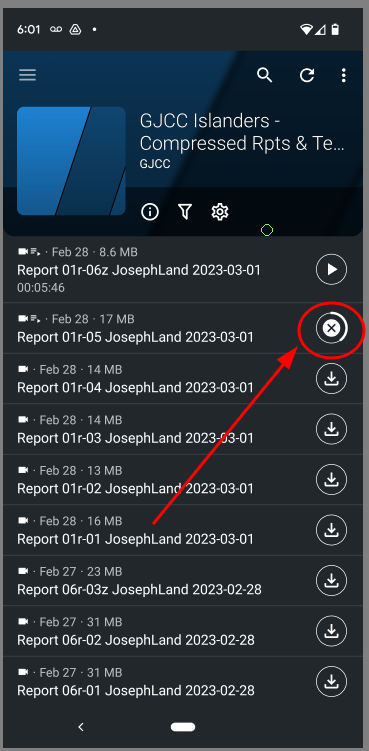 6:01
GJCC Islanders -
Compressed Rpts & Te…
GJCC
· Feb 28 · 8.6 MB
Report 01r-06z JosephLand 2023-03-01
00:05:46
· Feb 28 · 17 MB
Report 01r-05 JosephLand 2023-03-01
· Feb 28 · 14 MB
Report 01r-04 JosephLand 2023-03-01
· Feb 28 · 14 MB
Report 01r-03 JosephLand 2023-03-01
· Feb 28 · 13 MB
Report 01r-02 JosephLand 2023-03-01
· Feb 28 · 16 MB
Report 01r-01 JosephLand 2023-03-01
· Feb 27 · 23 MB
Report 06r-03z JosephLand 2023-02-28
· Feb 27 · 31 MB
Report 06r-02 JosephLand 2023-02-28
· Feb 27 · 31 MB
Report 06r-01 JosephLand 2023-02-28